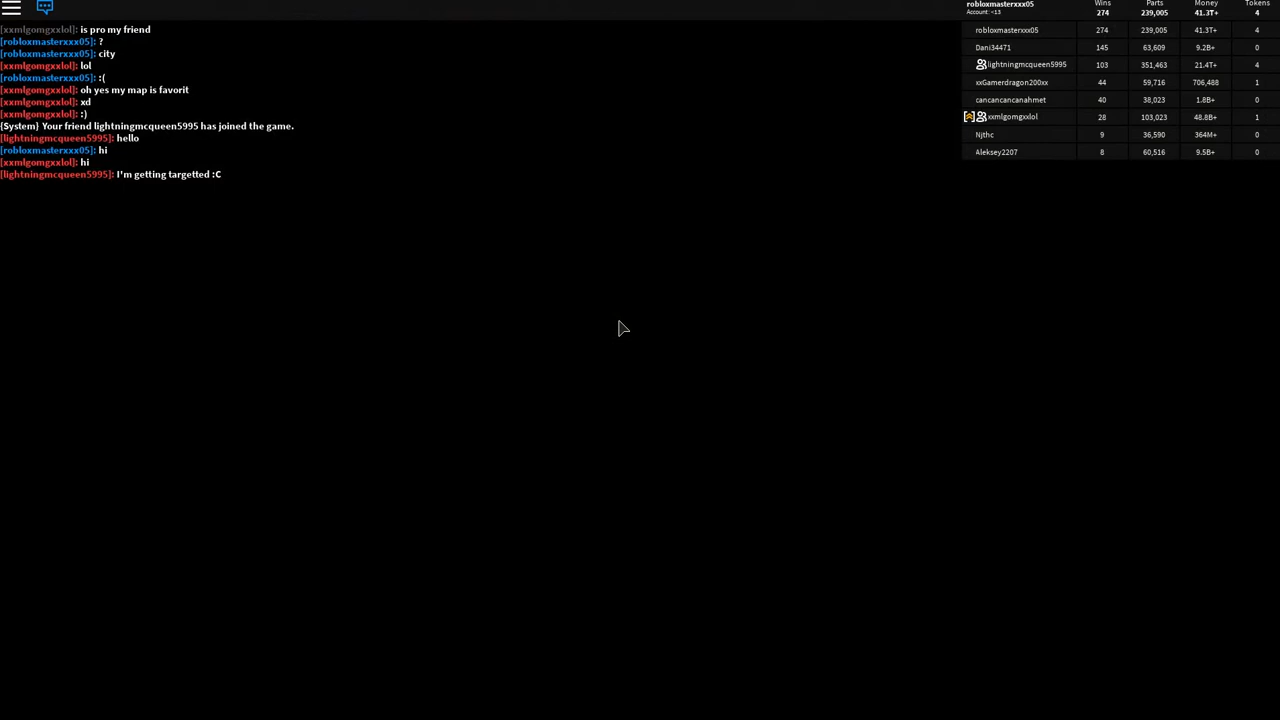 [xxmlgomgxxlol]: is pro my friend
[robloxmasterxxx05]: ?
[robloxmasterxxx05]: city
[xxmlgomgxxlol]: lol
[robloxmasterxxx05]: :(
[xxmlgomgxxlol]: oh yes my map is favorit
[xxmlgomgxxlol]: xd
[xxmlgomgxxlol]: :)
{System} Your friend lightningmcqueen5995 has joined the game.
[lightningmcqueen5995]: hello
[robloxmasterxxx05]: hi
[xxmlgomgxxlol]: hi
[lightningmcqueen5995]: I'm getting targetted :C
robloxmasterxxx05 Wins Parts Money Tokens
Account: <13 274 239,005 41.3T+ 4
robloxmasterxxx05 274 239,005 41.3T+ 4
Dani34471 145 63,609 9.2B+ 0
lightningmcqueen5995 103 351,463 21.4T+ 4
xxGamerdragon200xx 44 59,716 706,488 1
cancancancanahmet 40 38,023 1.8B+ 0
xxmlgomgxxlol 28 103,023 48.8B+ 1
Njthc 9 36,590 364M+ 0
Aleksey2207 8 60,516 9.5B+ 0